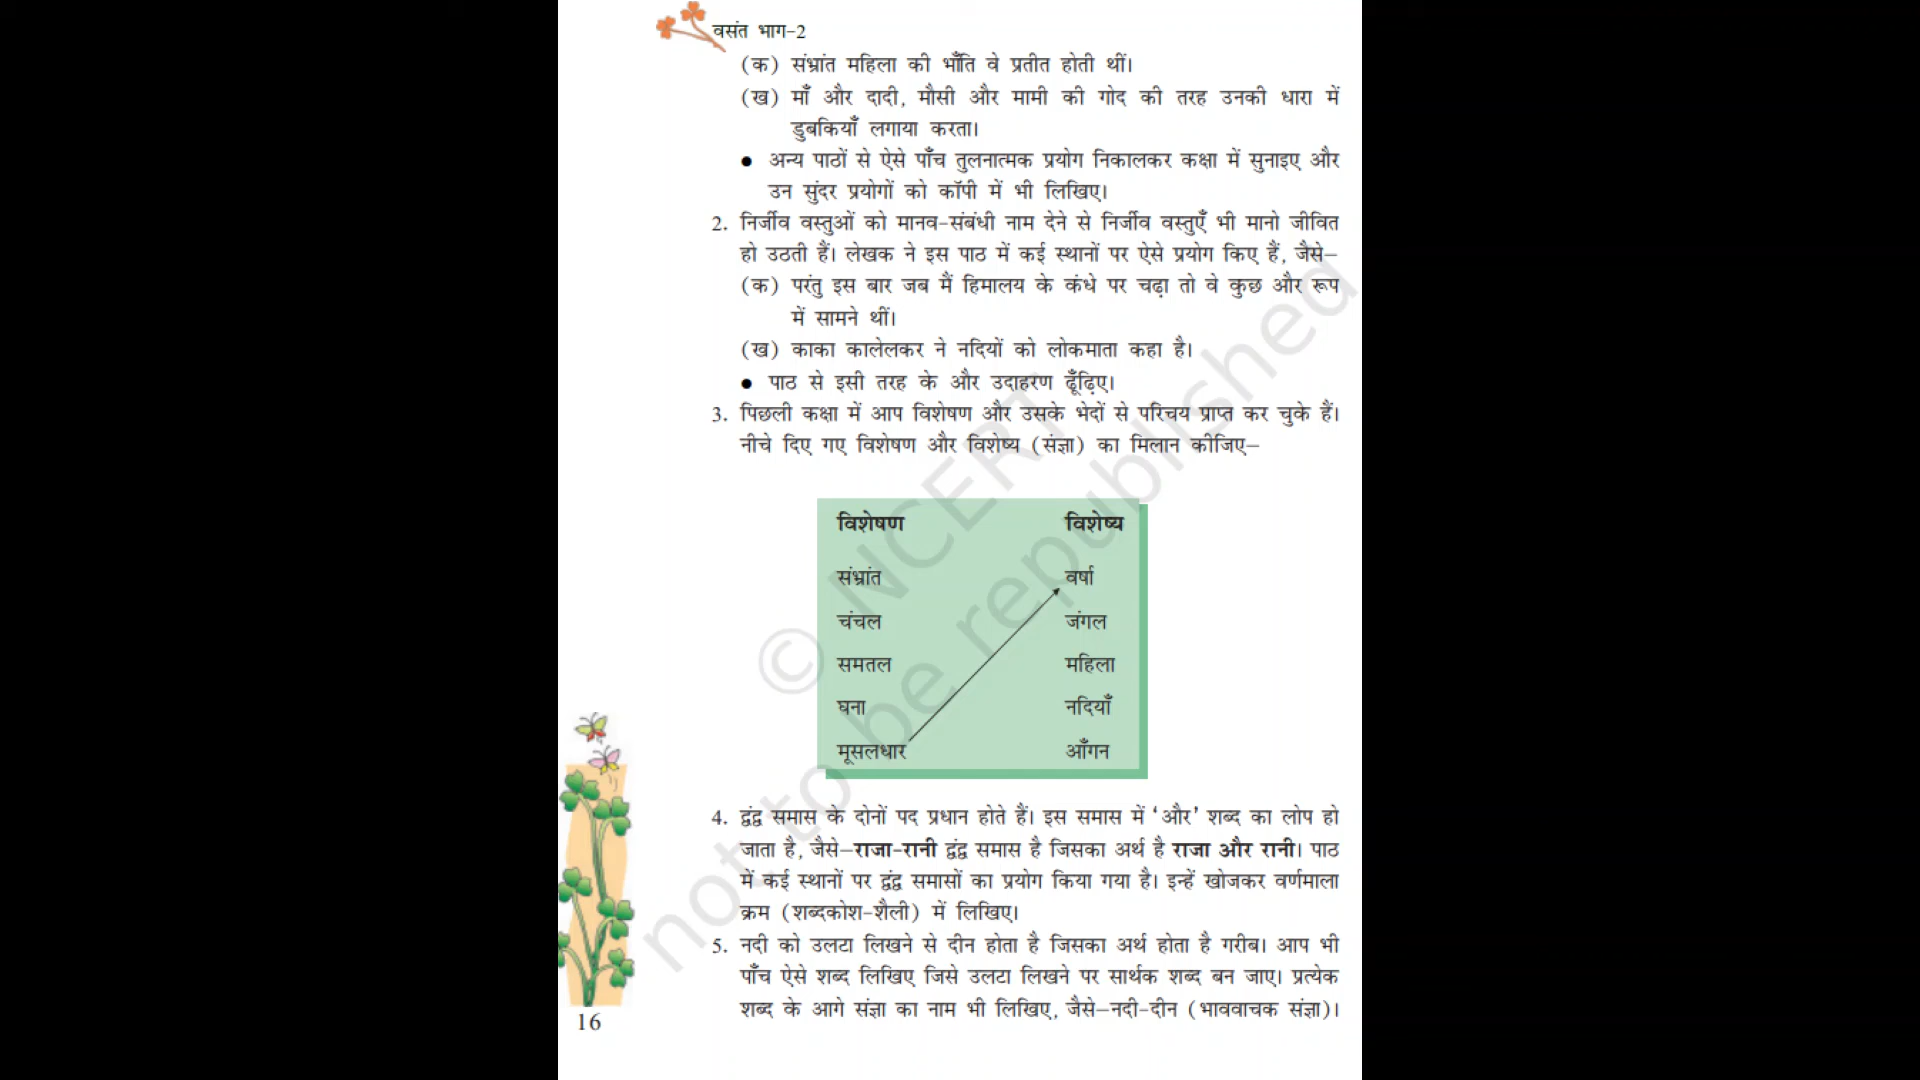 वसंत भाग-2
(क) संभ्रांत महिला की भाँति वे प्रतीत होती थीं।
(ख) माँ और दादी, मौसी और मामी की गोद की तरह उनकी धारा में
डुबकियाँ लगाया करता।
● अन्य पाठों से ऐसे पाँच तुलनात्मक प्रयोग निकालकर कक्षा में सुनाइए और
उन सुंदर प्रयोगों को कॉपी में भी लिखिए।
2. निर्जीव वस्तुओं को मानव-संबंधी नाम देने से निर्जीव वस्तुएँ भी मानो जीवित
हो उठती हैं। लेखक ने इस पाठ में कई स्थानों पर ऐसे प्रयोग किए हैं, जैसे—
(क) परंतु इस बार जब मैं हिमालय के कंधे पर चढ़ा तो वे कुछ और रूप
में सामने थीं।
(ख) काका कालेलकर ने नदियों को लोकमाता कहा है।
● पाठ से इसी तरह के और उदाहरण ढूँढ़िए।
3. पिछली कक्षा में आप विशेषण और उसके भेदों से परिचय प्राप्त कर चुके हैं।
नीचे दिए गए विशेषण और विशेष्य (संज्ञा) का मिलान कीजिए—
विशेषण विशेष्य
संभ्रांत वर्षा
चंचल जंगल
समतल महिला
घना नदियाँ
मूसलधार आँगन
4. द्वंद्व समास के दोनों पद प्रधान होते हैं। इस समास में ‘और’ शब्द का लोप हो
जाता है, जैसे—राजा-रानी द्वंद्व समास है जिसका अर्थ है राजा और रानी। पाठ
में कई स्थानों पर द्वंद्व समासों का प्रयोग किया गया है। इन्हें खोजकर वर्णमाला
क्रम (शब्दकोश-शैली) में लिखिए।
5. नदी को उलटा लिखने से दीन होता है जिसका अर्थ होता है गरीब। आप भी
पाँच ऐसे शब्द लिखिए जिसे उलटा लिखने पर सार्थक शब्द बन जाए। प्रत्येक
शब्द के आगे संज्ञा का नाम भी लिखिए, जैसे—नदी-दीन (भाववाचक संज्ञा)।
16
© NCERT
not to be republished